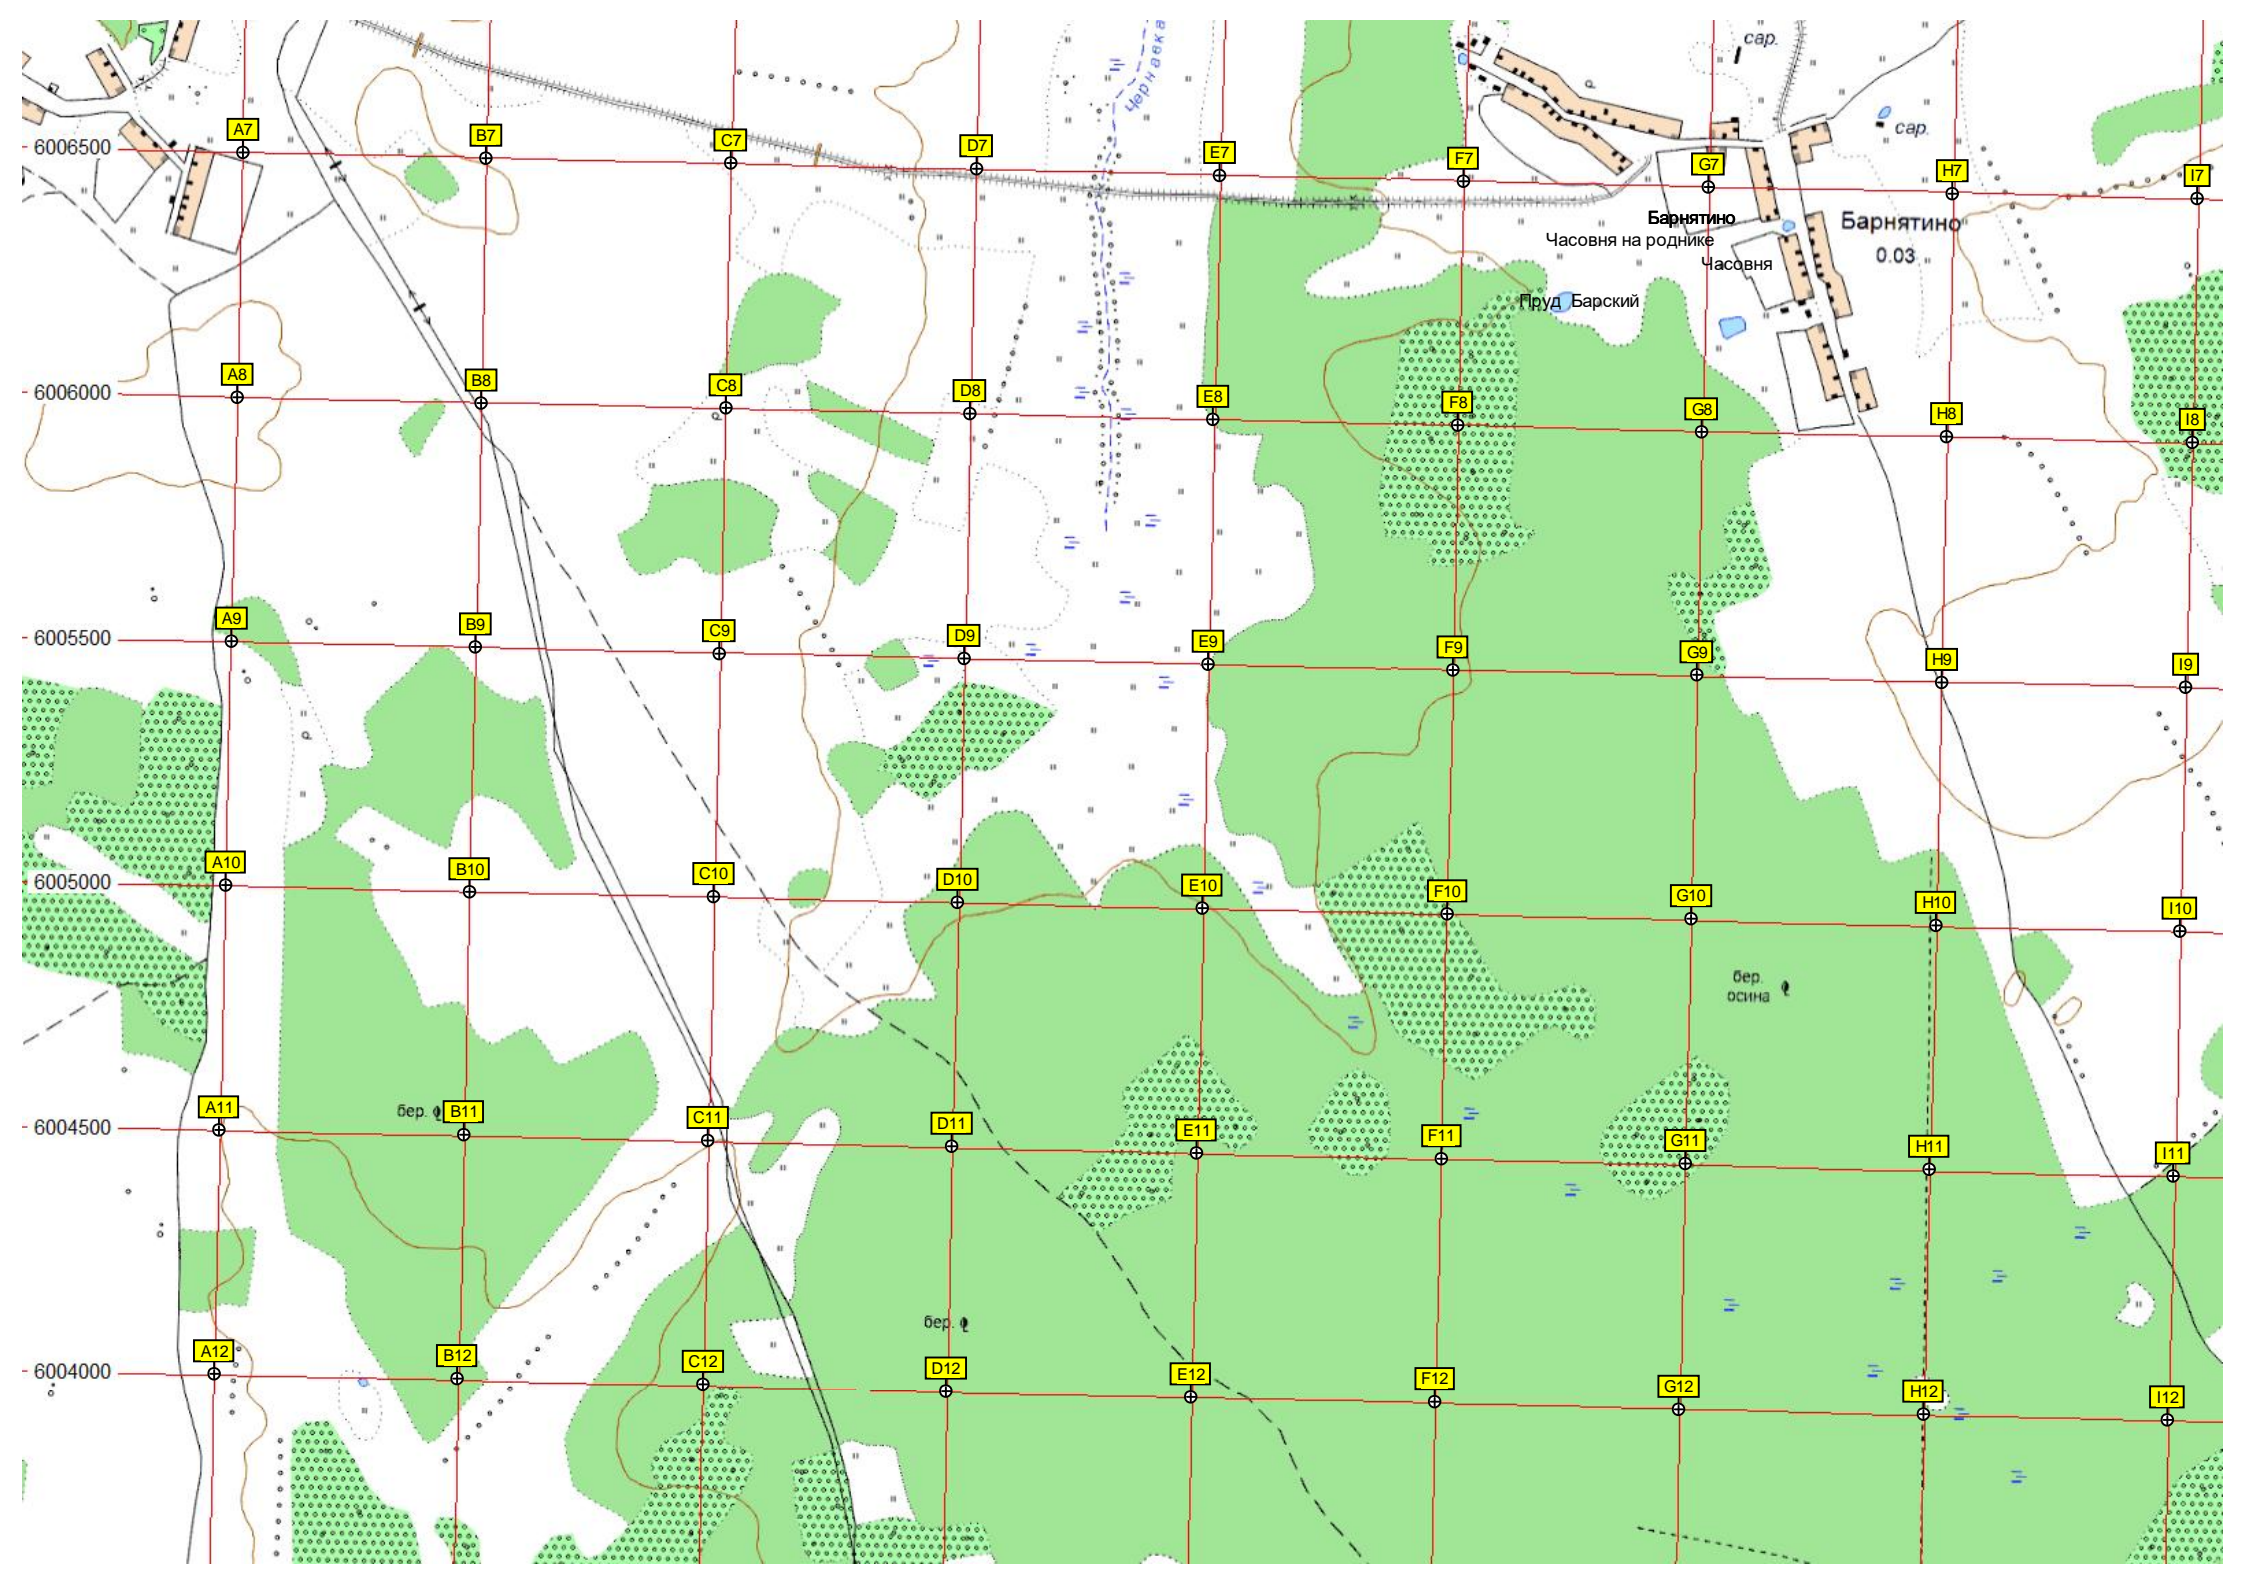 сар.
Чернавка
сар.
A7
B7
C7
D7
E7
F7
G7
H7
I7
6006500
Барнятино
Барнятино
Часовня на роднике
0.03
Часовня
Пруд Барский
A8
B8
C8
D8
E8
F8
G8
H8
I8
6006000
A9
B9
C9
D9
E9
F9
G9
H9
I9
6005500
A10
B10
C10
D10
E10
F10
G10
H10
I10
6005000
бер.
осина
A11
бер.
B11
C11
D11
E11
F11
G11
H11
I11
6004500
бер.
A12
B12
C12
D12
E12
F12
G12
H12
I12
6004000